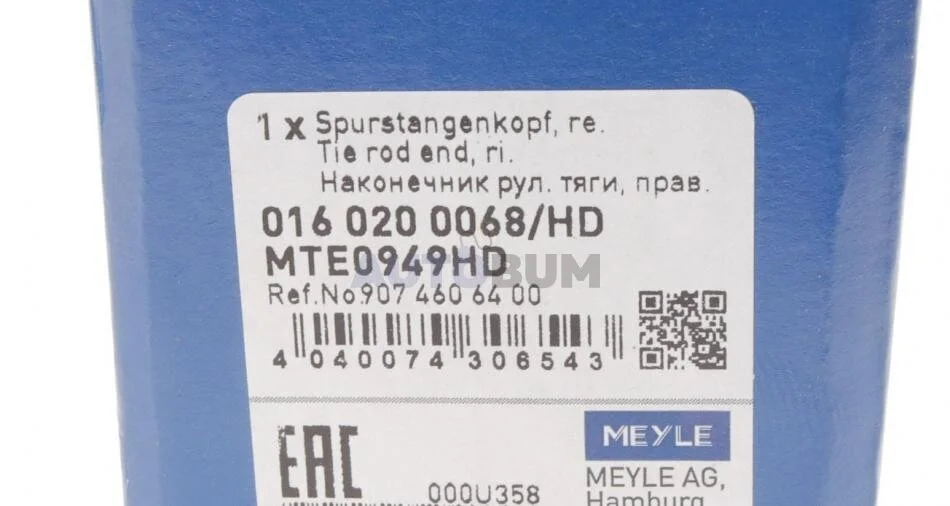 1 x Spurstangenkopf, re.
Tie rod end, ri.
Наконечник рул. тяги, прав.
016 020 0068/HD
MTE0949HD
AUTOBUM
Ref.No.907 460 64 00
4 040074 306543
EAC
000U358
MEYLE
MEYLE AG,
Hamburg